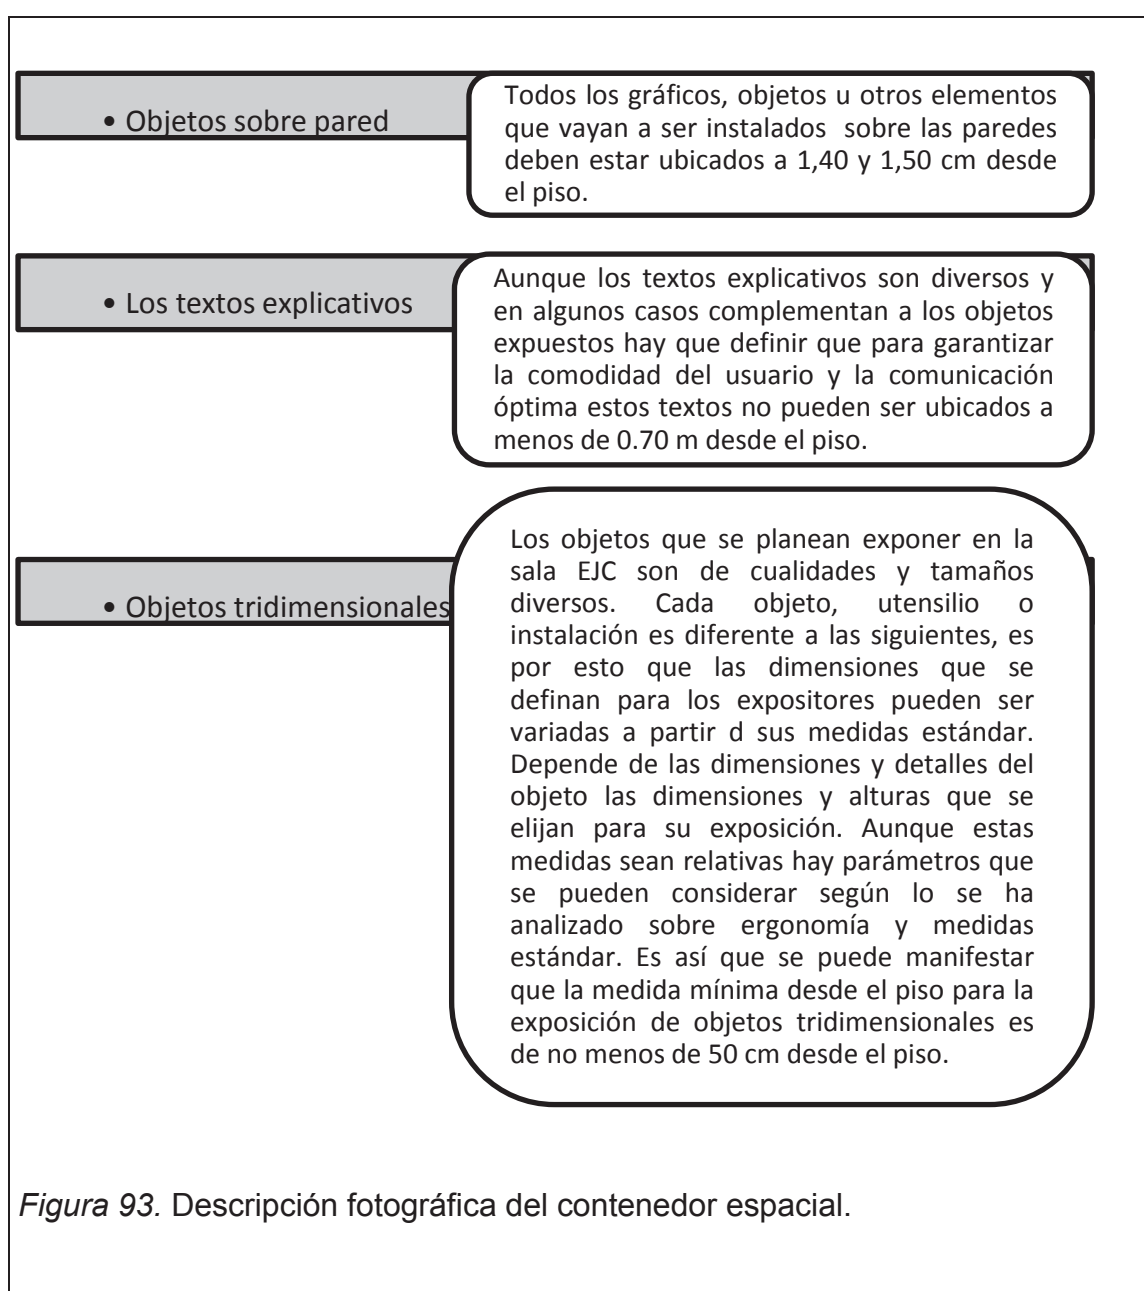 • Objetos sobre pared
Todos los gráficos, objetos u otros elementos
que vayan a ser instalados sobre las paredes
deben estar ubicados a 1,40 y 1,50 cm desde
el piso.
• Los textos explicativos
Aunque los textos explicativos son diversos y
en algunos casos complementan a los objetos
expuestos hay que definir que para garantizar
la comodidad del usuario y la comunicación
óptima estos textos no pueden ser ubicados a
menos de 0.70 m desde el piso.
• Objetos tridimensionales
Los objetos que se planean exponer en la
sala EJC son de cualidades y tamaños
diversos. Cada objeto, utensilio o
instalación es diferente a las siguientes, es
por esto que las dimensiones que se
definan para los expositores pueden ser
variadas a partir d sus medidas estándar.
Depende de las dimensiones y detalles del
objeto las dimensiones y alturas que se
elijan para su exposición. Aunque estas
medidas sean relativas hay parámetros que
se pueden considerar según lo se ha
analizado sobre ergonomía y medidas
estándar. Es así que se puede manifestar
que la medida mínima desde el piso para la
exposición de objetos tridimensionales es
de no menos de 50 cm desde el piso.
Figura 93. Descripción fotográfica del contenedor espacial.